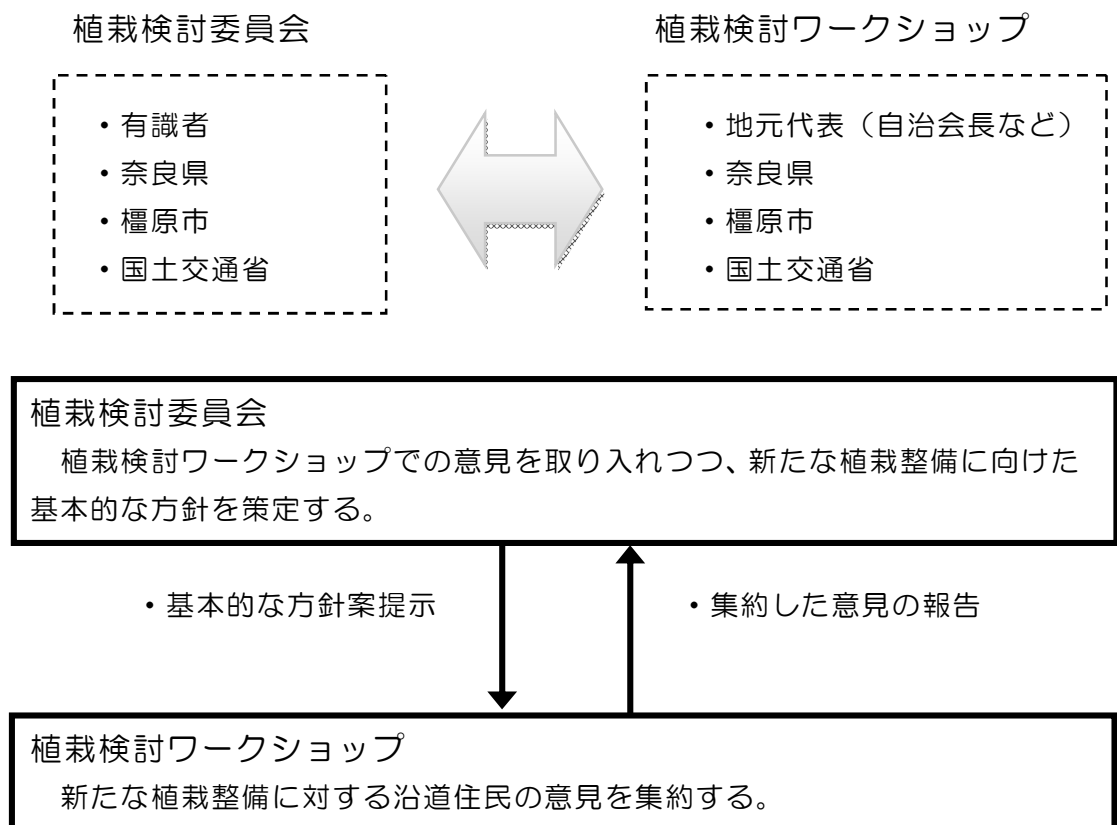 植栽検討委員会
植栽検討ワークショップ
・有識者
・奈良県
・橿原市
・国土交通省
・地元代表（自治会長など）
・奈良県
・橿原市
・国土交通省
植栽検討委員会
植栽検討ワークショップでの意見を取り入れつつ、新たな植栽整備に向けた
基本的な方針を策定する。
・基本的な方針案提示
・集約した意見の報告
植栽検討ワークショップ
新たな植栽整備に対する沿道住民の意見を集約する。